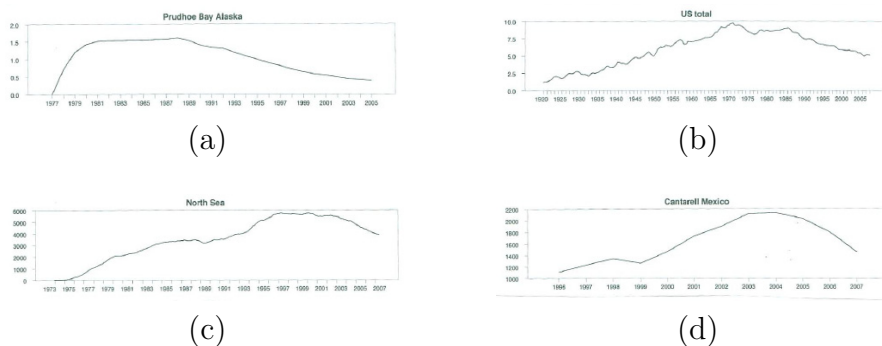 Prudhoe Bay Alaska
2.0
1.5
1.0
0.5
0.0
1977 1979 1981 1983 1985 1987 1989 1991 1993 1995 1997 1999 2001 2003 2005
(a)
US total
10.0
7.5
5.0
2.5
0.0
1920 1925 1930 1935 1940 1945 1950 1955 1960 1965 1970 1975 1980 1985 1990 1995 2000 2005
(b)
North Sea
6000
5000
4000
3000
2000
1000
0
1973 1975 1977 1979 1981 1983 1985 1987 1989 1991 1993 1995 1997 1999 2001 2003 2005 2007
(c)
Cantarell Mexico
2200
2000
1800
1600
1400
1200
1000
1996 1997 1998 1999 2000 2001 2002 2003 2004 2005 2006 2007
(d)